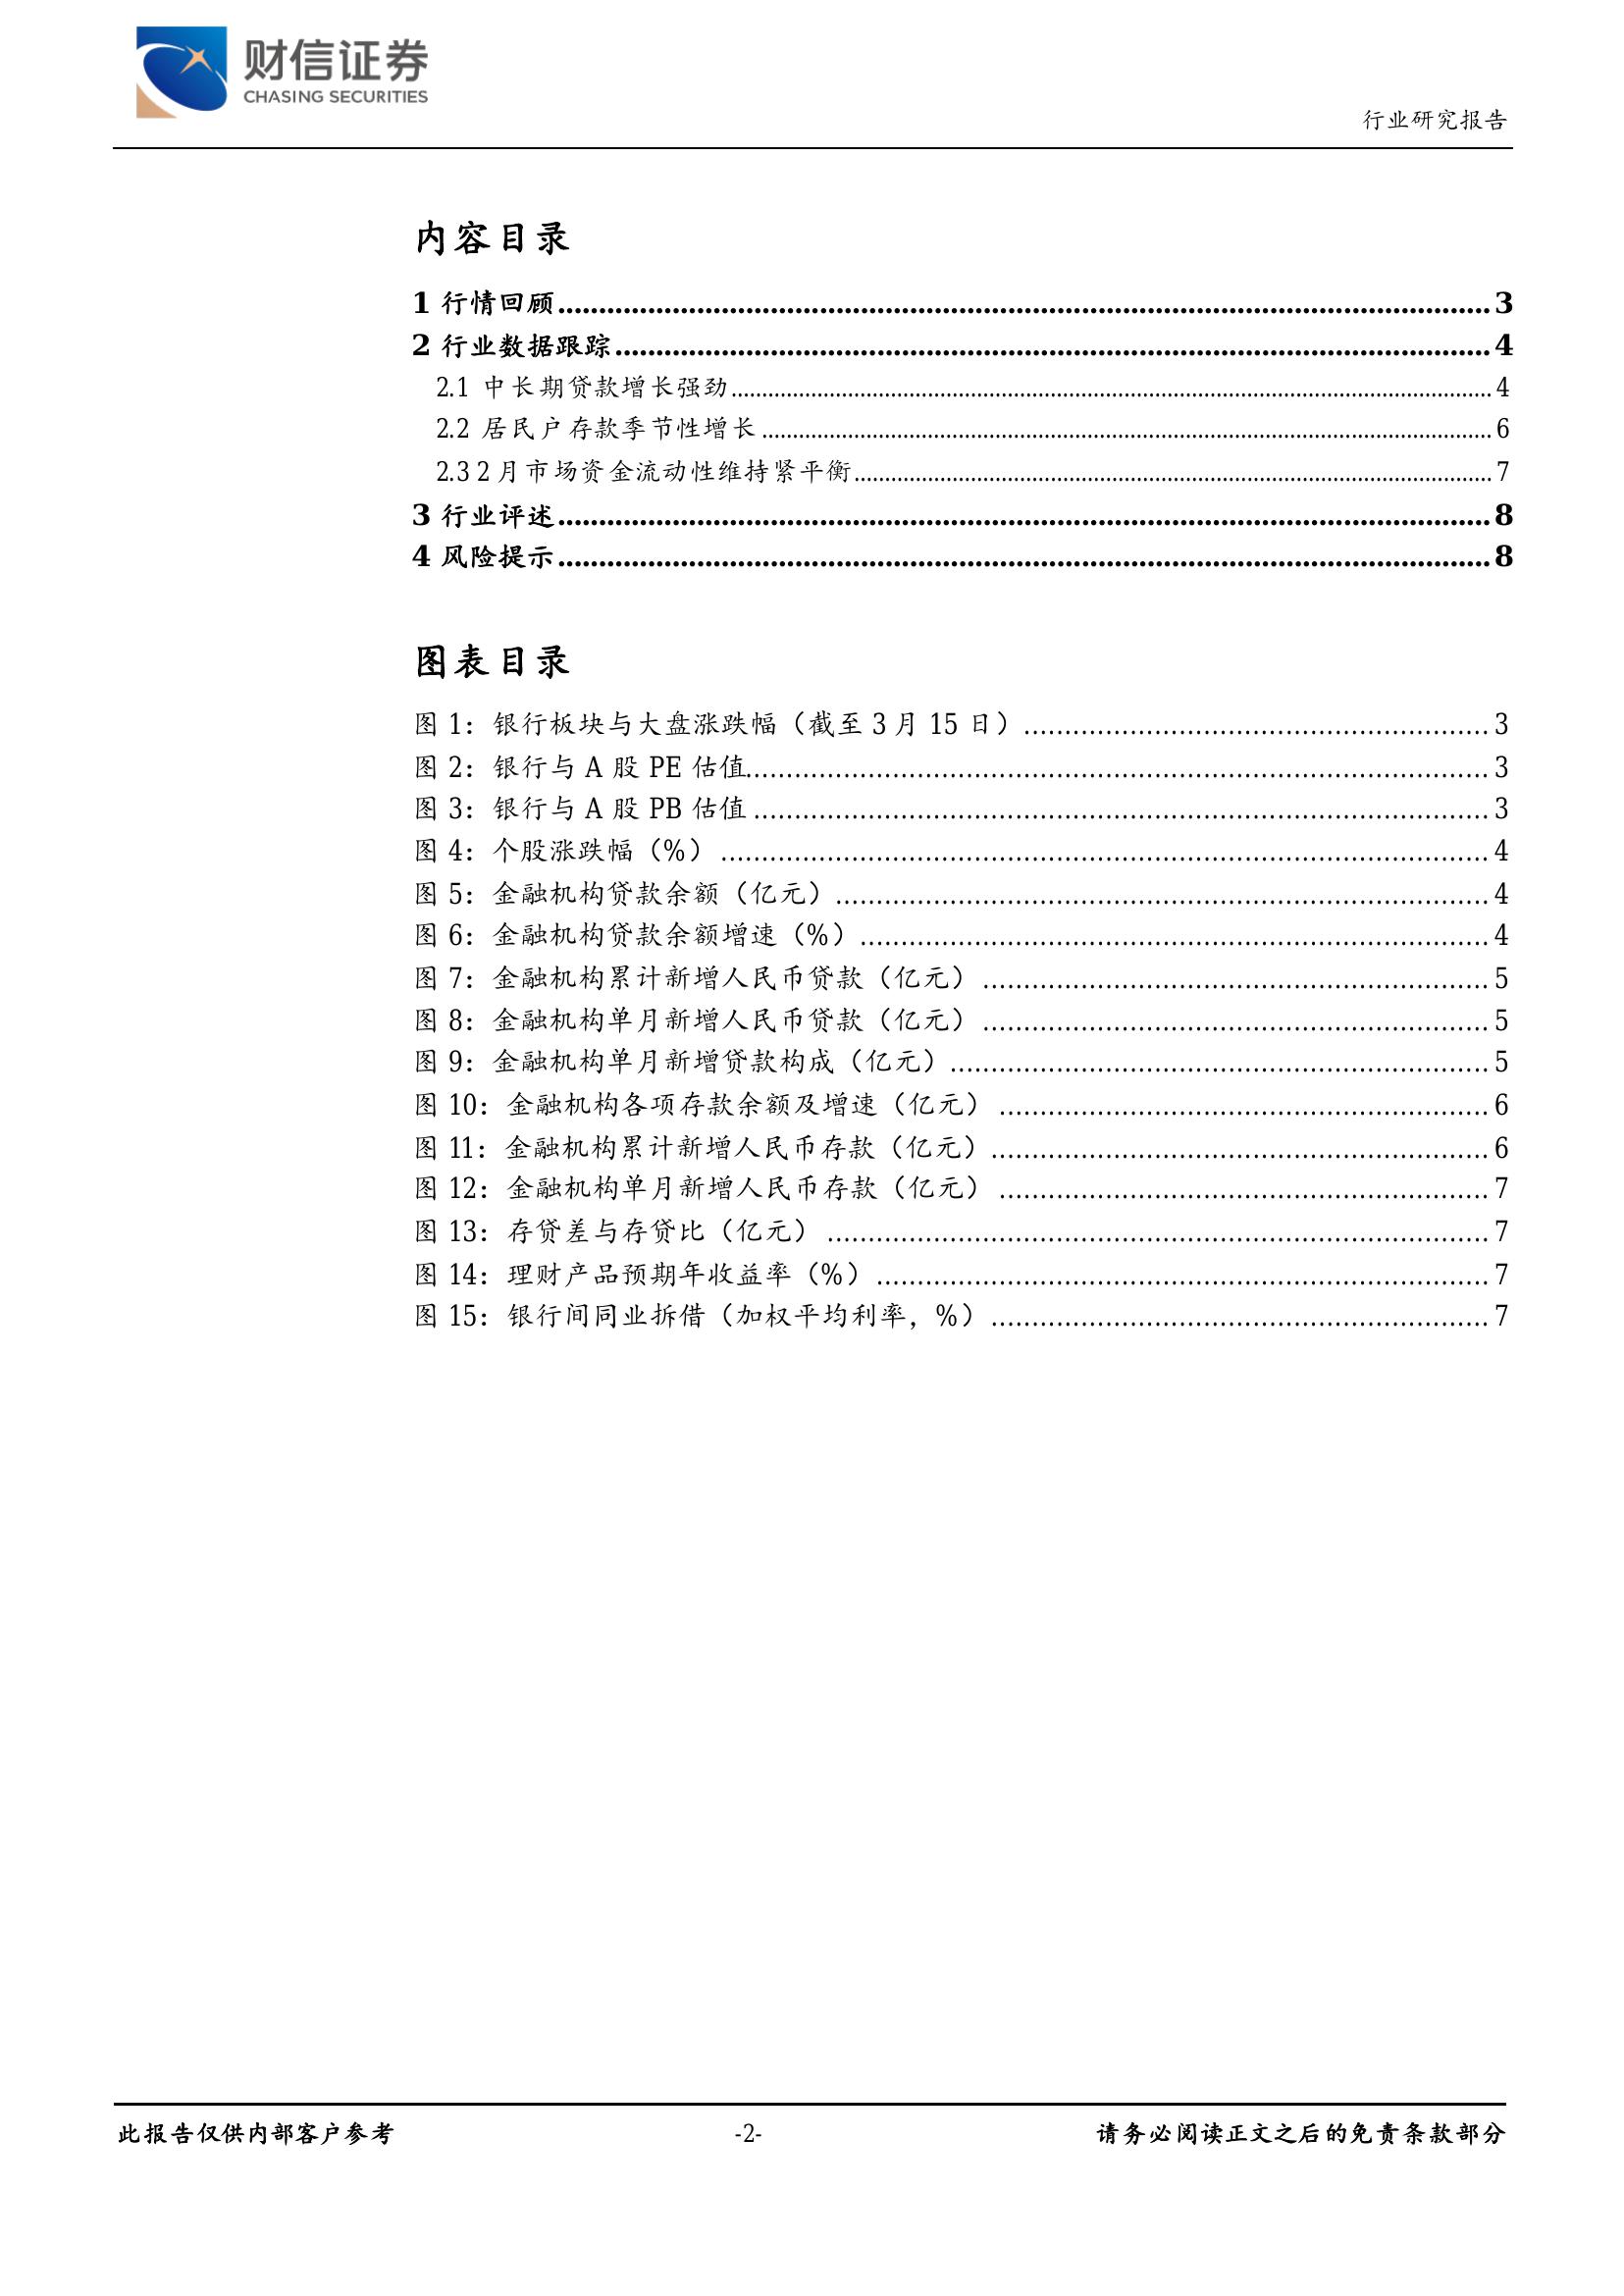 财信证券
CHASING SECURITIES
行业研究报告
内容目录
1 行情回顾........................................3
2 行业数据跟踪........................................4
2.1 中长期贷款增长强劲........................................4
2.2 居民户存款季节性增长........................................6
2.3 2 月市场资金流动性维持紧平衡........................................7
3 行业评述........................................8
4 风险提示........................................8
图表目录
图 1：银行板块与大盘涨跌幅（截至 3 月 15 日）........................................3
图 2：银行与 A 股 PE 估值........................................3
图 3：银行与 A 股 PB 估值........................................3
图 4：个股涨跌幅（%）........................................4
图 5：金融机构贷款余额（亿元）........................................4
图 6：金融机构贷款余额增速（%）........................................4
图 7：金融机构累计新增人民币贷款（亿元）........................................5
图 8：金融机构单月新增人民币贷款（亿元）........................................5
图 9：金融机构单月新增贷款构成（亿元）........................................5
图 10：金融机构各项存款余额及增速（亿元）........................................6
图 11：金融机构累计新增人民币存款（亿元）........................................6
图 12：金融机构单月新增人民币存款（亿元）........................................7
图 13：存贷差与存贷比（亿元）........................................7
图 14：理财产品预期年收益率（%）........................................7
图 15：银行间同业拆借（加权平均利率，%）........................................7
此报告仅供内部客户参考
-2-
请务必阅读正文之后的免责条款部分